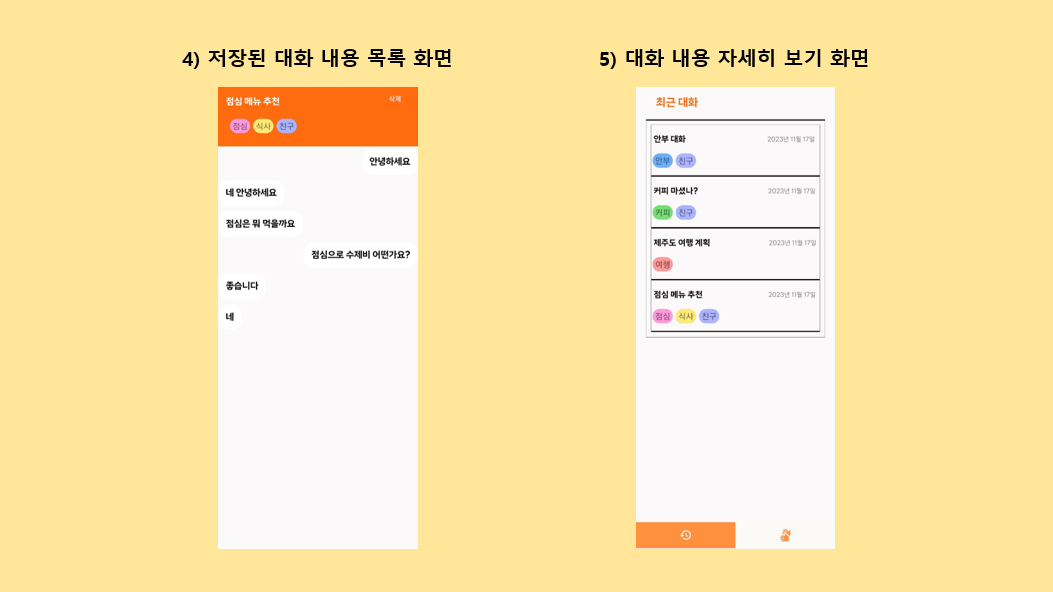 4) 저장된 대화 내용 목록 화면
점심 메뉴 추천 삭제
점심 식사 친구
안녕하세요
네 안녕하세요
점심은 뭐 먹을까요
점심으로 수제비 어떤가요?
좋습니다
네
5) 대화 내용 자세히 보기 화면
최근 대화
안부 대화 2023년 11월 17일
안부 친구
커피 마셨나? 2023년 11월 17일
커피 친구
제주도 여행 계획 2023년 11월 17일
여행
점심 메뉴 추천 2023년 11월 17일
점심 식사 친구